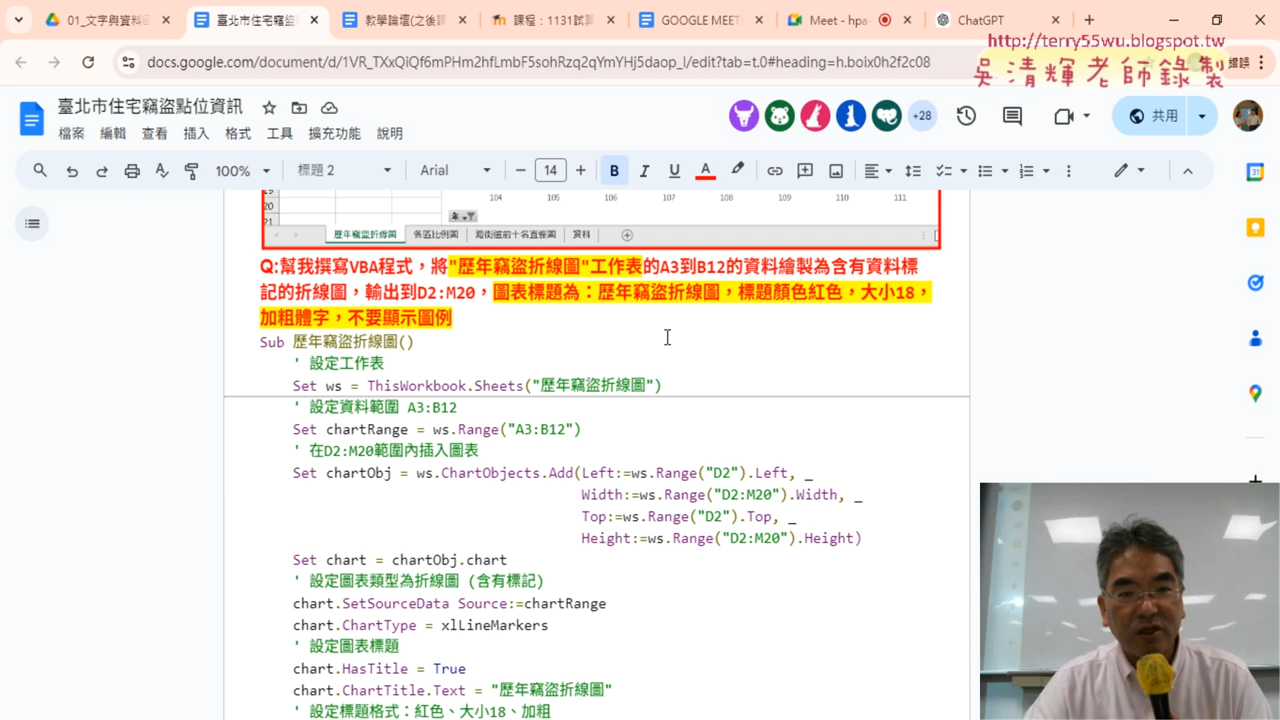 01_文字與資料
臺北市住宅竊盜
教學論壇(之後課
課程：1131試算
GOOGLE MEET
Meet - hpa
ChatGPT
http://terry55wu.blogspot.tw
docs.google.com/document/d/1VR_TXxQiQf6mPHm2hfLmbF5sohRzq2qYmYHj5daop_I/edit?tab=t.0#heading=h.boix0h2f2c08
吳清輝老師錄製
臺北市住宅竊盜點位資訊
檔案 編輯 查看 插入 格式 工具 擴充功能 說明
+28
共用
100% 標題 2 Arial 14 B I U A
19
20
21
104 105 106 107 108 109 110 111
年
歷年竊盜折線圖 各區比例圖 路街道前十名直條圖 資料
Q:幫我撰寫VBA程式，將"歷年竊盜折線圖"工作表的A3到B12的資料繪製為含有資料標
記的折線圖，輸出到D2:M20，圖表標題為：歷年竊盜折線圖，標題顏色紅色，大小18，
加粗體字，不要顯示圖例
Sub 歷年竊盜折線圖()
' 設定工作表
Set ws = ThisWorkbook.Sheets("歷年竊盜折線圖")
' 設定資料範圍 A3:B12
Set chartRange = ws.Range("A3:B12")
' 在D2:M20範圍內插入圖表
Set chartObj = ws.ChartObjects.Add(Left:=ws.Range("D2").Left, _
Width:=ws.Range("D2:M20").Width, _
Top:=ws.Range("D2").Top, _
Height:=ws.Range("D2:M20").Height)
Set chart = chartObj.chart
' 設定圖表類型為折線圖 (含有標記)
chart.SetSourceData Source:=chartRange
chart.ChartType = xlLineMarkers
' 設定圖表標題
chart.HasTitle = True
chart.ChartTitle.Text = "歷年竊盜折線圖"
' 設定標題格式：紅色、大小18、加粗